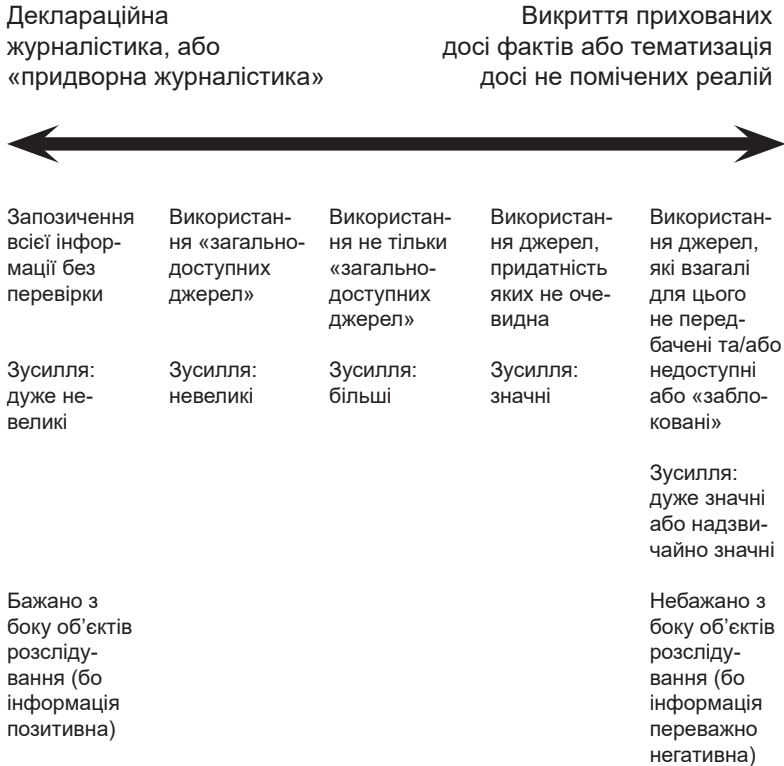 Деклараційна
журналістика, або
«придворна журналістика»
Викриття прихованих
досі фактів або тематизація
досі не помічених реалій
Запозичення
всієї інфор-
мації без
перевірки
Зусилля:
дуже не-
великі
Використан-
ня «загально-
доступних
джерел»
Зусилля:
невеликі
Використан-
ня не тільки
«загально-
доступних
джерел»
Зусилля:
більші
Використан-
ня джерел,
придатність
яких не оче-
видна
Зусилля:
значні
Використан-
ня джерел,
які взагалі
для цього
не перед-
бачені та/або
недоступні
або «забло-
ковані»
Зусилля:
дуже значні
або надзви-
чайно значні
Бажано з
боку об’єктів
розсліду-
вання (бо
інформація
позитивна)
Небажано з
боку об’єктів
розсліду-
вання (бо
інформація
переважно
негативна)